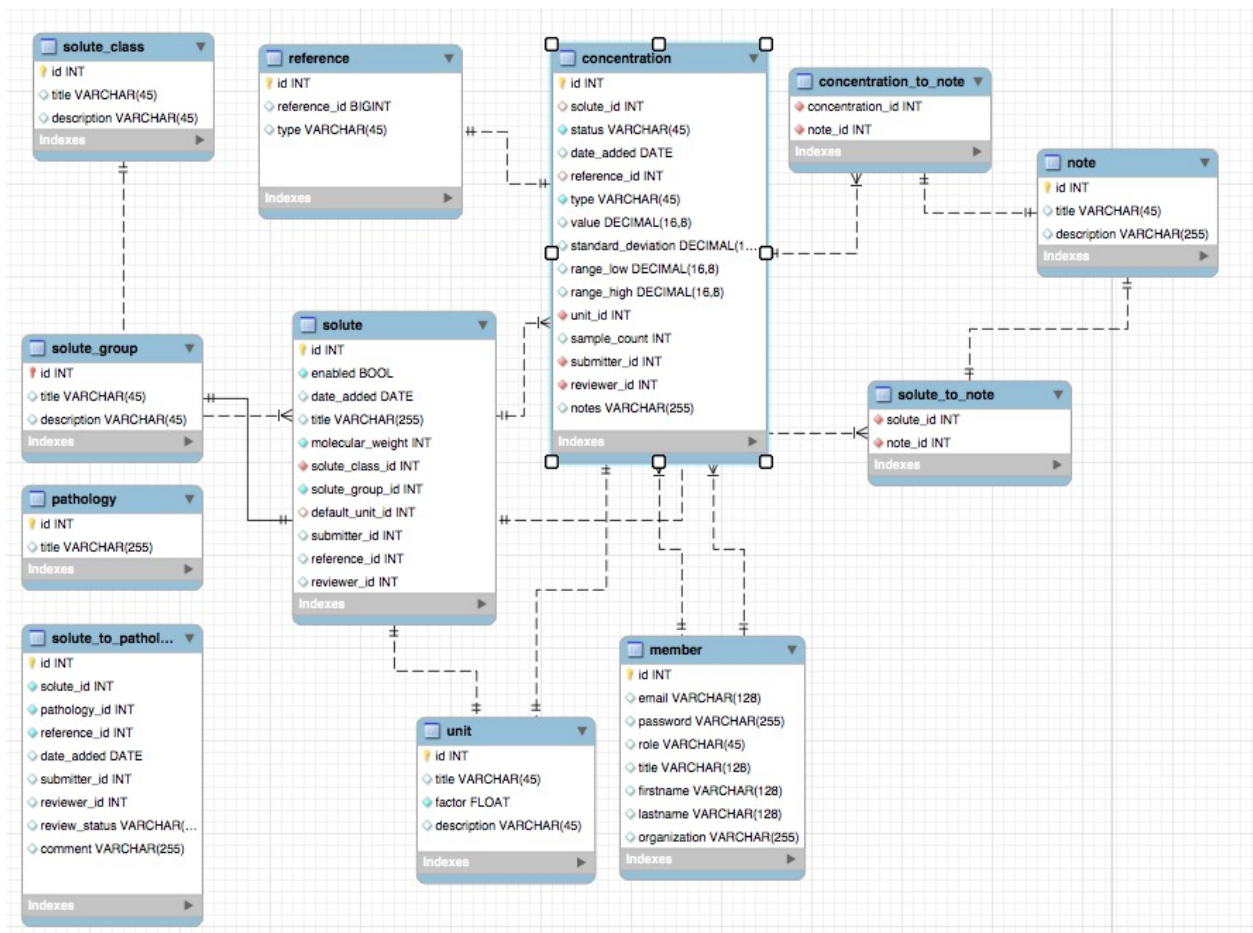 solute_class
id INT
title VARCHAR(45)
description VARCHAR(45)
Indexes
reference
id INT
reference_id BIGINT
type VARCHAR(45)
Indexes
concentration
id INT
solute_id INT
status VARCHAR(45)
date_added DATE
reference_id INT
type VARCHAR(45)
value DECIMAL(16,8)
standard_deviation DECIMAL(1...
range_low DECIMAL(16,8)
range_high DECIMAL(16,8)
unit_id INT
sample_count INT
submitter_id INT
reviewer_id INT
notes VARCHAR(255)
Indexes
concentration_to_note
concentration_id INT
note_id INT
Indexes
note
id INT
title VARCHAR(45)
description VARCHAR(255)
Indexes
solute_group
id INT
title VARCHAR(45)
description VARCHAR(45)
Indexes
solute
id INT
enabled BOOL
date_added DATE
title VARCHAR(255)
molecular_weight INT
solute_class_id INT
solute_group_id INT
default_unit_id INT
submitter_id INT
reference_id INT
reviewer_id INT
Indexes
solute_to_note
solute_id INT
note_id INT
Indexes
pathology
id INT
title VARCHAR(255)
Indexes
solute_to_pathol...
id INT
solute_id INT
pathology_id INT
reference_id INT
date_added DATE
submitter_id INT
reviewer_id INT
review_status VARCHAR(...
comment VARCHAR(255)
Indexes
unit
id INT
title VARCHAR(45)
factor FLOAT
description VARCHAR(45)
Indexes
member
id INT
email VARCHAR(128)
password VARCHAR(255)
role VARCHAR(45)
title VARCHAR(128)
firstname VARCHAR(128)
lastname VARCHAR(128)
organization VARCHAR(255)
Indexes